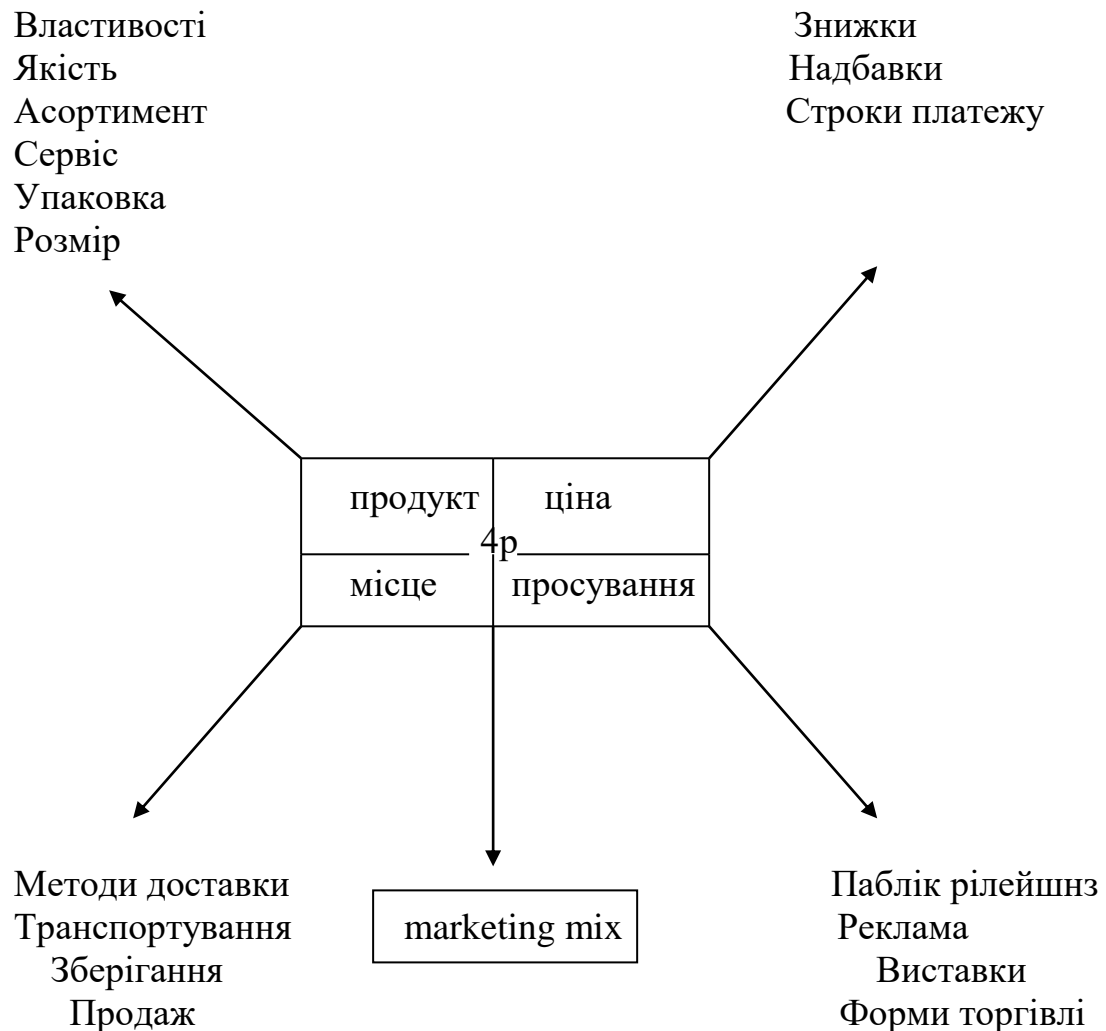 Властивості
Якість
Асортимент
Сервіс
Упаковка
Розмір
Знижки
Надбавки
Строки платежу
продукт
ціна
4р
місце
просування
Методи доставки
Транспортування
Зберігання
Продаж
marketing mix
Паблік рілейшнз
Реклама
Виставки
Форми торгівлі